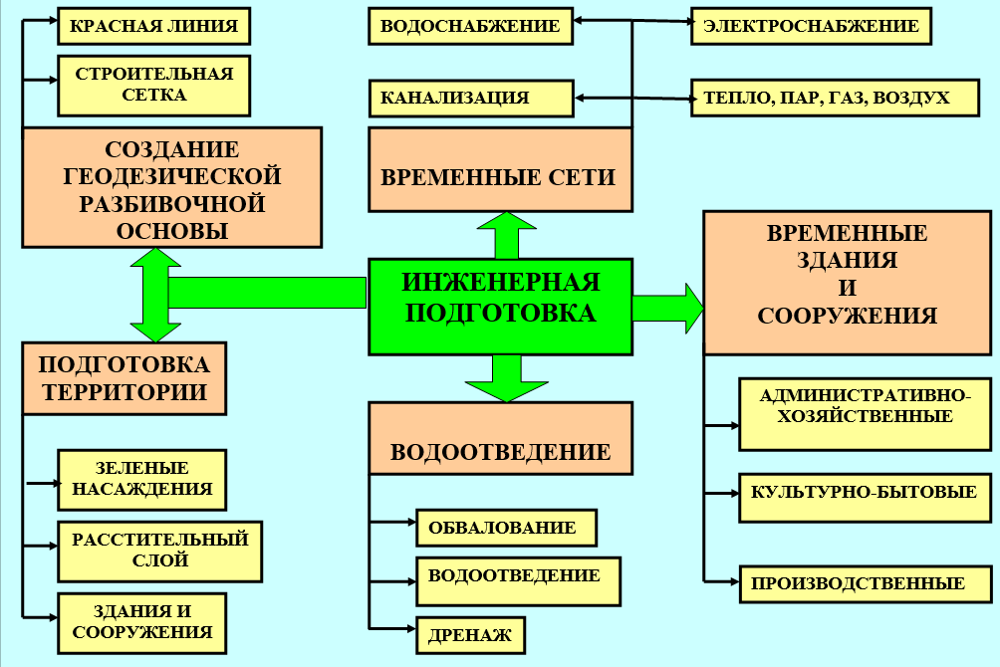 КРАСНАЯ ЛИНИЯ
СТРОИТЕЛЬНАЯ
СЕТКА
СОЗДАНИЕ
ГЕОДЕЗИЧЕСКОЙ
РАЗБИВОЧНОЙ
ОСНОВЫ
ВОДОСНАБЖЕНИЕ
ЭЛЕКТРОСНАБЖЕНИЕ
КАНАЛИЗАЦИЯ
ТЕПЛО, ПАР, ГАЗ, ВОЗДУХ
ВРЕМЕННЫЕ СЕТИ
ИНЖЕНЕРНАЯ
ПОДГОТОВКА
ВРЕМЕННЫЕ
ЗДАНИЯ
И
СООРУЖЕНИЯ
АДМИНИСТРАТИВНО-
ХОЗЯЙСТВЕННЫЕ
КУЛЬТУРНО-БЫТОВЫЕ
ПРОИЗВОДСТВЕННЫЕ
ПОДГОТОВКА
ТЕРРИТОРИИ
ЗЕЛЕНЫЕ
НАСАЖДЕНИЯ
РАССТИТЕЛЬНЫЙ
СЛОЙ
ЗДАНИЯ И
СООРУЖЕНИЯ
ВОДООТВЕДЕНИЕ
ОБВАЛОВАНИЕ
ВОДООТВЕДЕНИЕ
ДРЕНАЖ